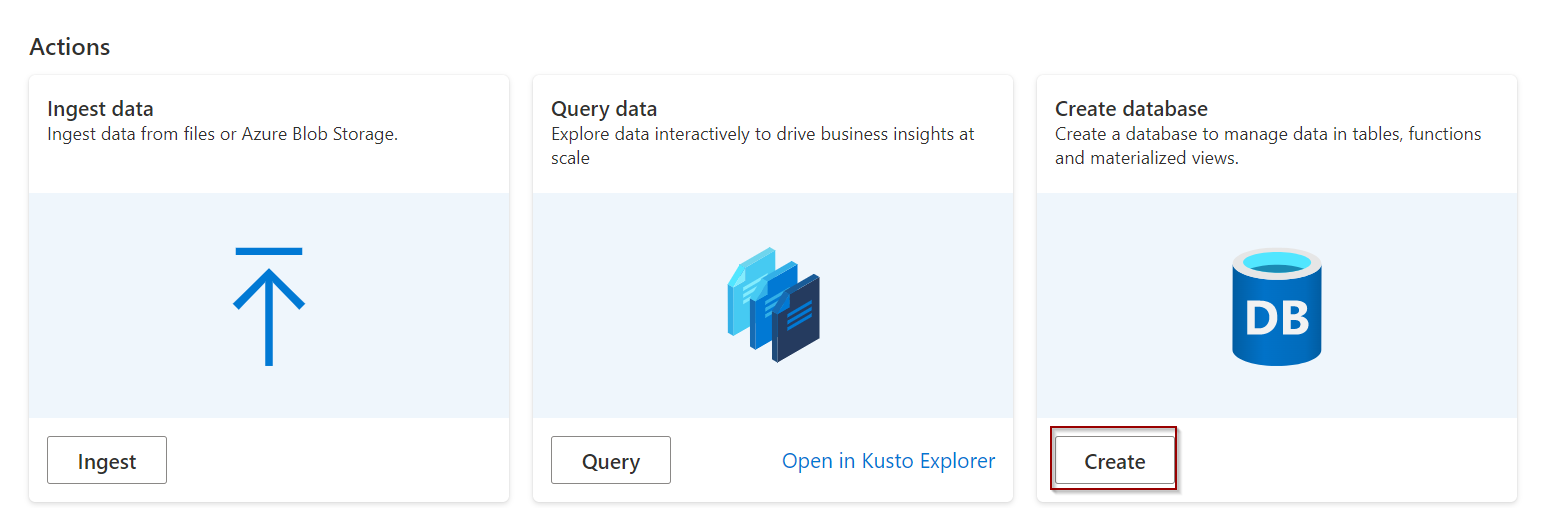 Actions
Ingest data
Ingest data from files or Azure Blob Storage.
Ingest
Query data
Explore data interactively to drive business insights at
scale
Query
Open in Kusto Explorer
Create database
Create a database to manage data in tables, functions
and materialized views.
DB
Create